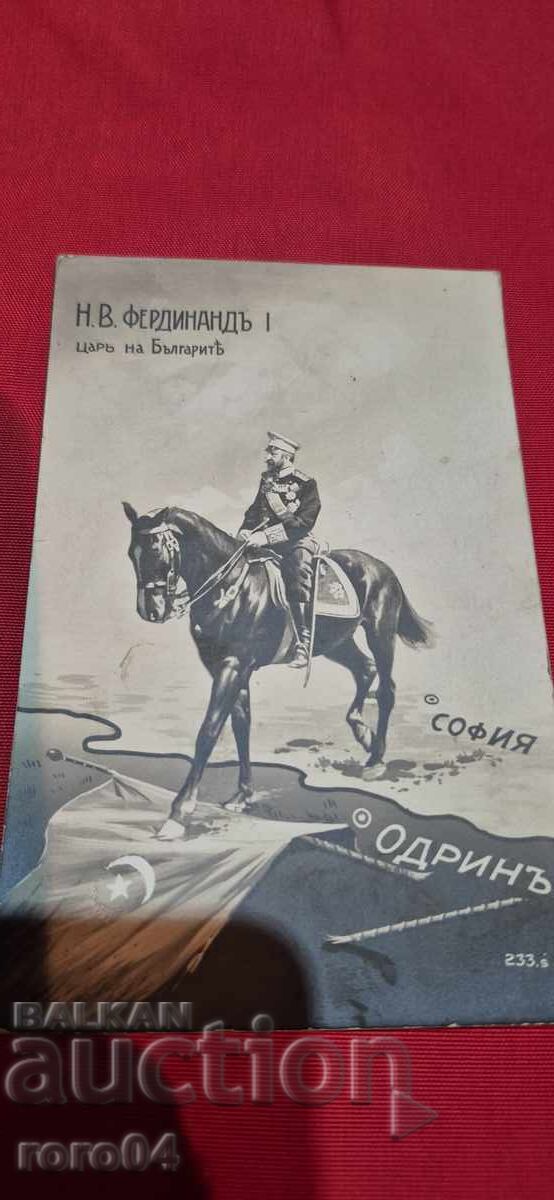 Н.В. ФЕРДИНАНДЪ I
ЦАРЬ НА БЪЛГАРИТѢ
СОФИЯ
ОДРИНЪ
233.s
BALKAN
auction
roro04